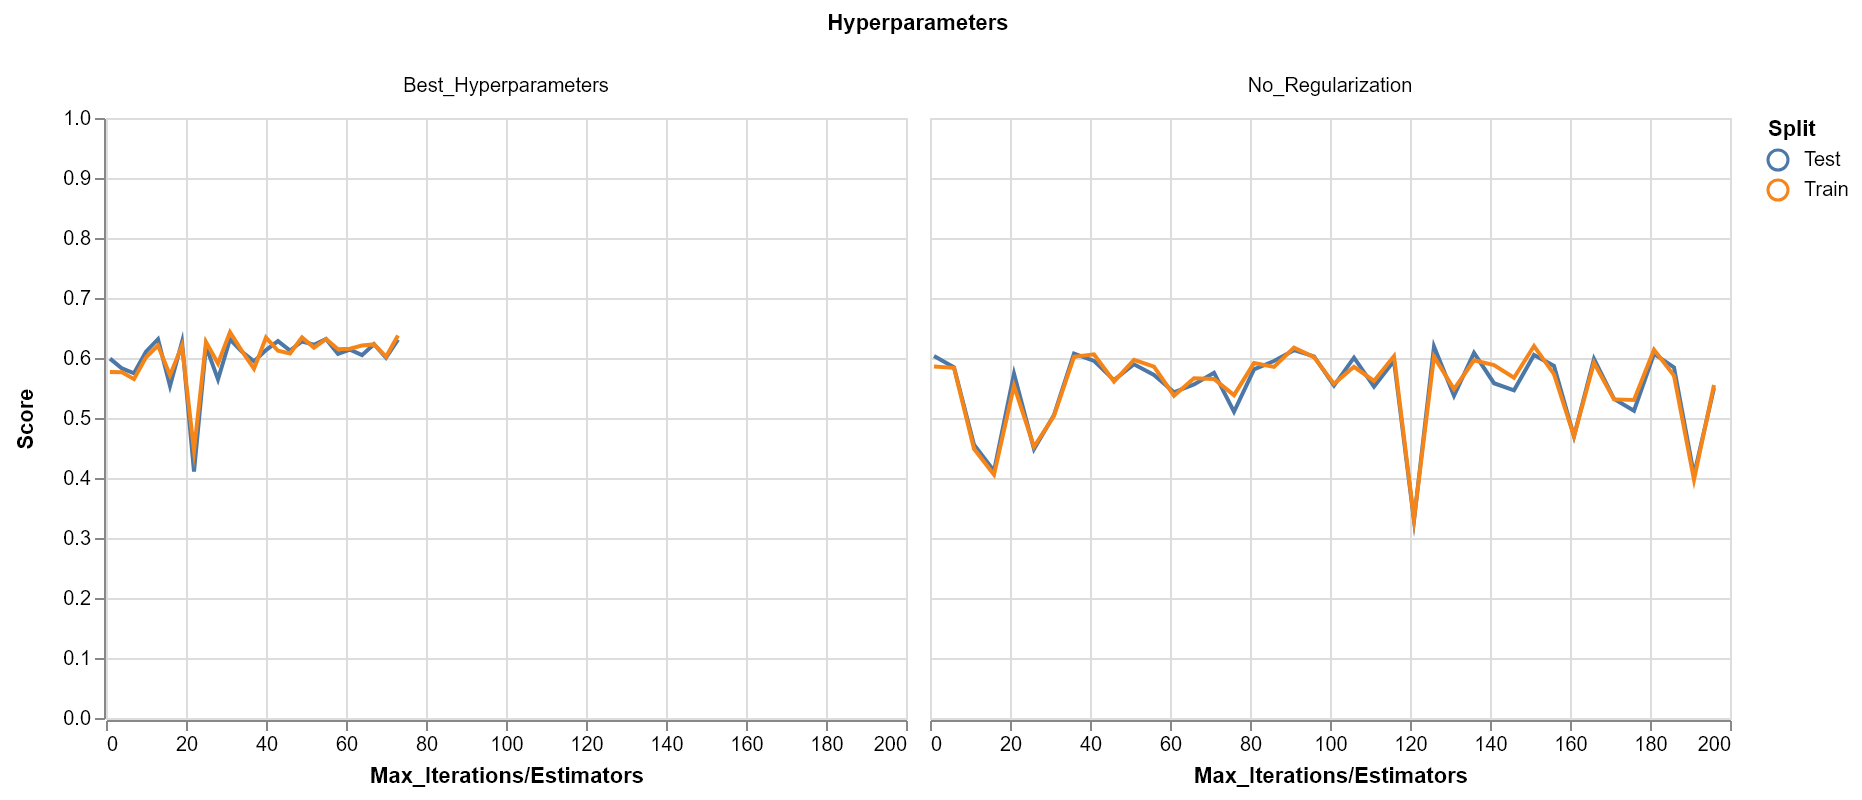 Hyperparameters
Best_Hyperparameters
No_Regularization
Split
Test
Train
Score
1.0
0.9
0.8
0.7
0.6
0.5
0.4
0.3
0.2
0.1
0.0
0 20 40 60 80 100 120 140 160 180 200
0 20 40 60 80 100 120 140 160 180 200
Max_Iterations/Estimators
Max_Iterations/Estimators